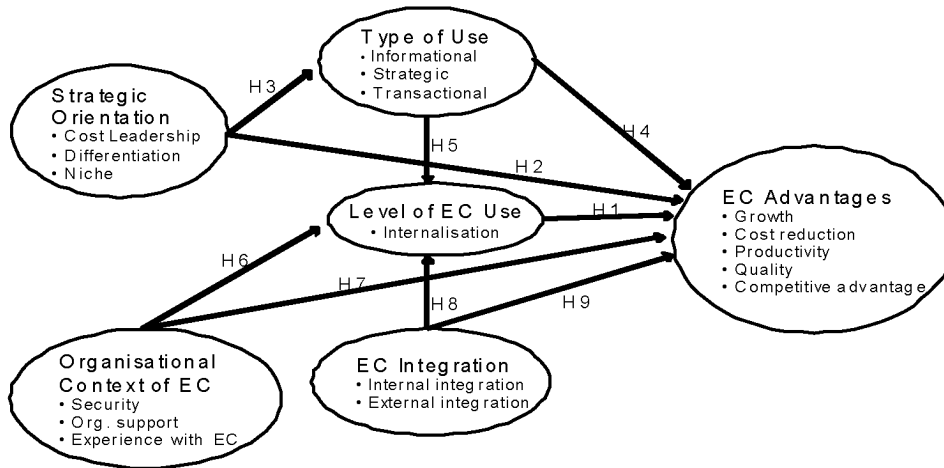 Type of Use
• Informational
• Strategic
• Transactional
H3
Strategic
Orientation
• Cost Leadership
• Differentiation
• Niche
H4
H5
H2
Level of EC Use
• Internalisation
H1
EC Advantages
• Growth
• Cost reduction
• Productivity
• Quality
• Competitive advantage
H6
H7
H8
H9
Organisational
Context of EC
• Security
• Org. support
• Experience with EC
EC Integration
• Internal integration
• External integration